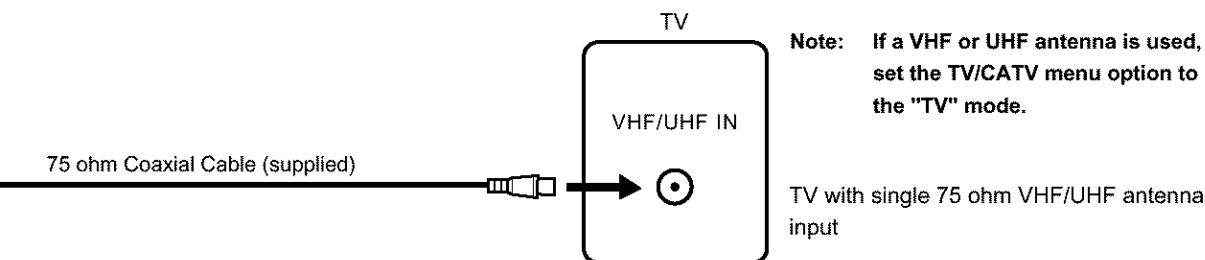 TV
Note: If a VHF or UHF antenna is used,
set the TV/CATV menu option to
the "TV" mode.
VHF/UHF IN
75 ohm Coaxial Cable (supplied)
TV with single 75 ohm VHF/UHF antenna
input